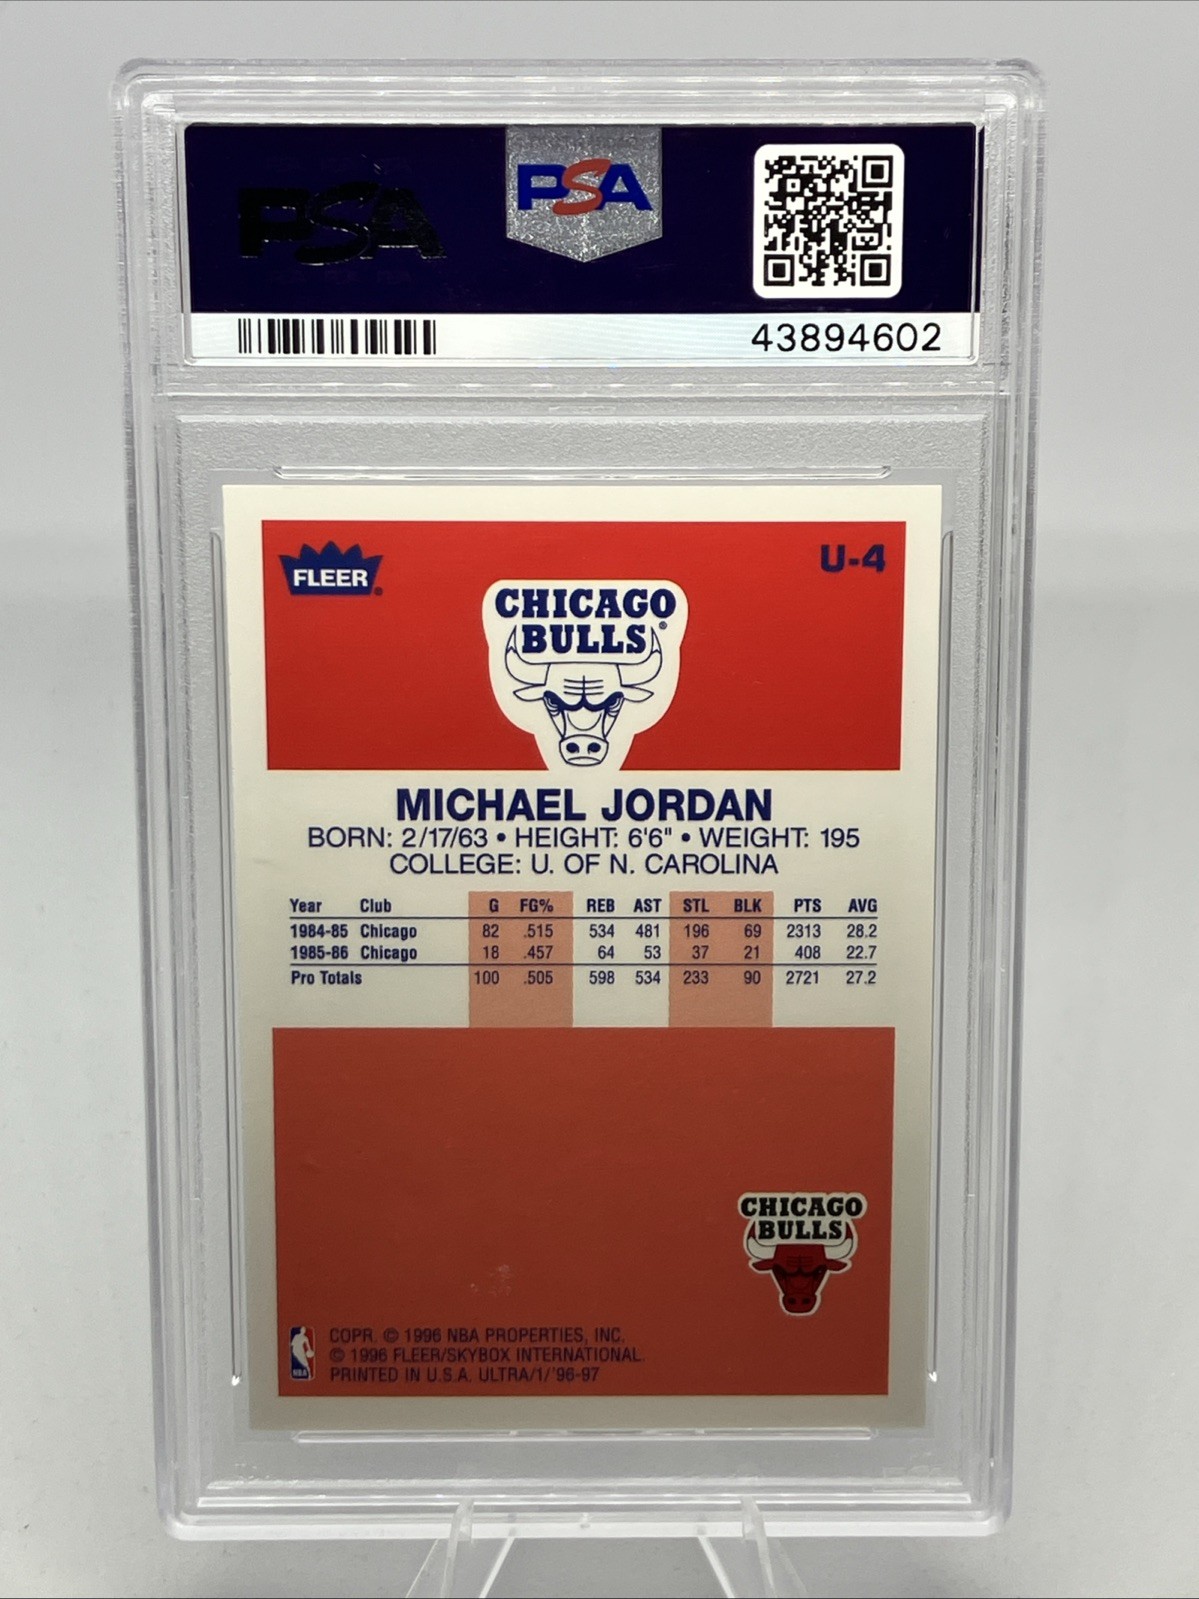 PSA
PSA
43894602
FLEER®
U-4
CHICAGO
BULLS®
MICHAEL JORDAN
BORN: 2/17/63 • HEIGHT: 6'6" • WEIGHT: 195
COLLEGE: U. OF N. CAROLINA
Year Club G FG% REB AST STL BLK PTS AVG
1984-85 Chicago 82 .515 534 481 196 69 2313 28.2
1985-86 Chicago 18 .457 64 53 37 21 408 22.7
Pro Totals 100 .505 598 534 233 90 2721 27.2
CHICAGO
BULLS
NBA
COPR. © 1996 NBA PROPERTIES, INC.
© 1996 FLEER/SKYBOX INTERNATIONAL.
PRINTED IN U.S.A. ULTRA/1/'96-97